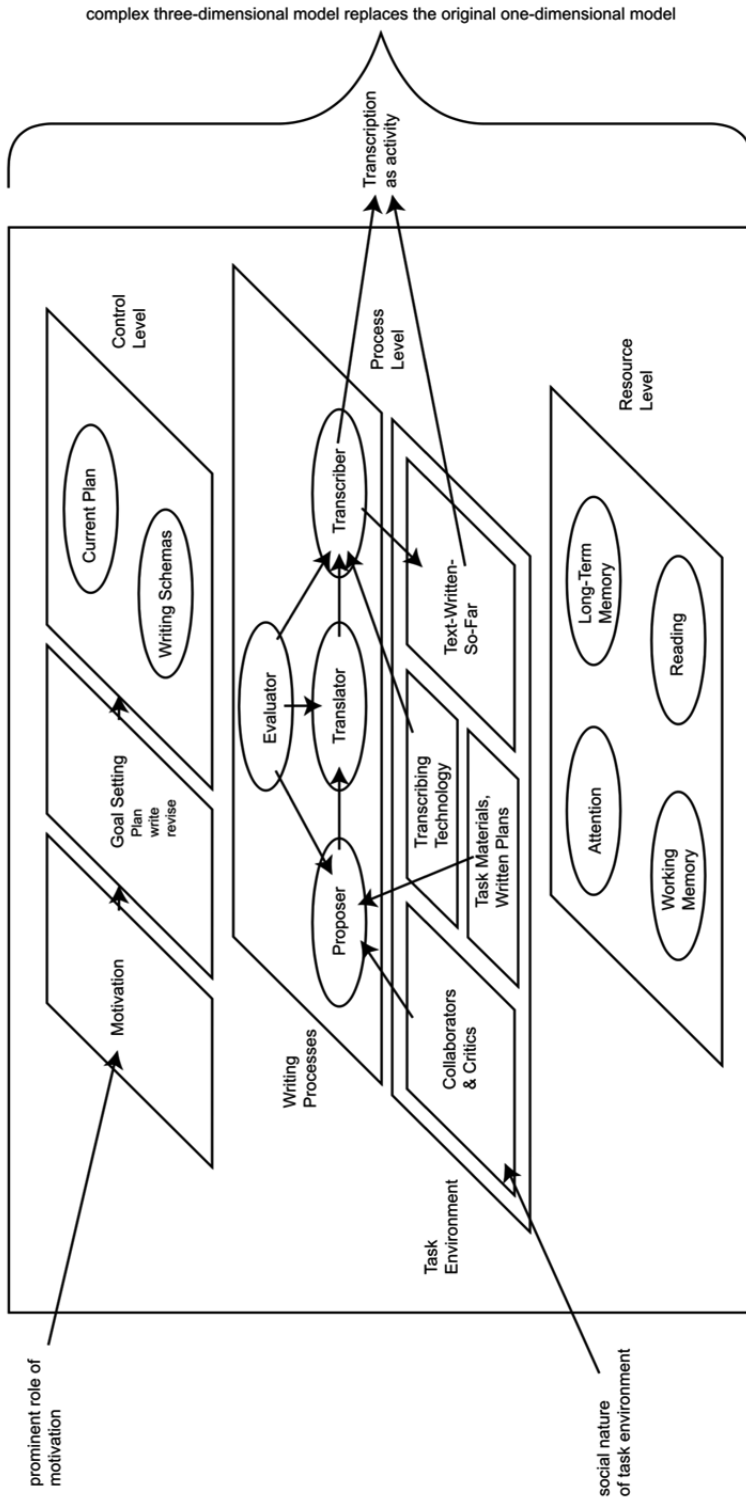 complex three-dimensional model replaces the original one-dimensional model
prominent role of
motivation
Motivation
Goal Setting
Plan
write
revise
Current Plan
Writing Schemas
Control
Level
Writing
Processes
Evaluator
Proposer
Translator
Transcriber
Process
Level
Transcription
as activity
Task
Environment
Collaborators
& Critics
Transcribing
Technology
Task Materials,
Written Plans
Text-Written-
So-Far
social nature
of task environment
Attention
Long-Term
Memory
Working
Memory
Reading
Resource
Level